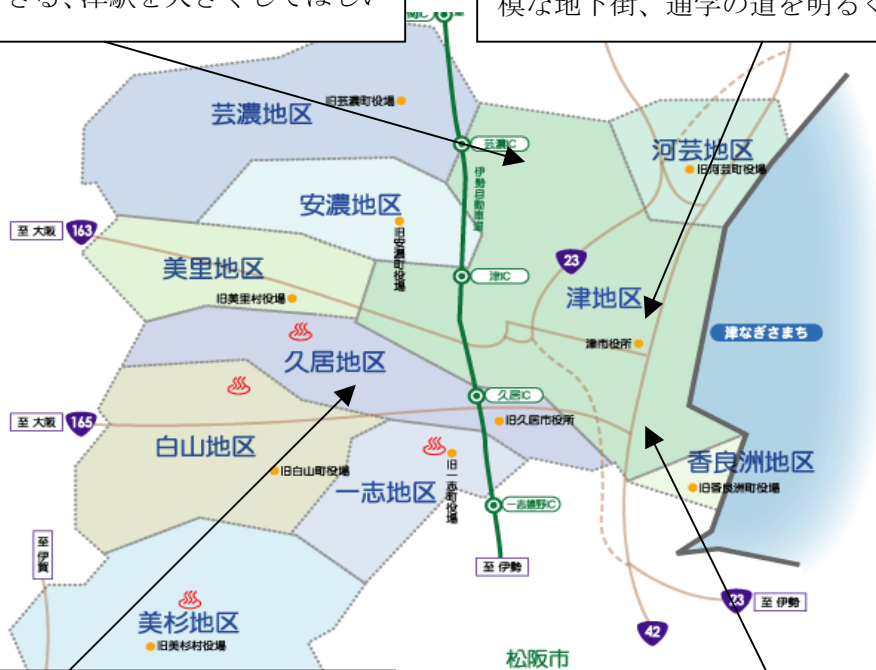 きる、津駅を大きくしてほしい
模な地下街、通学の道を明るく
芸濃地区
旧芸濃町役場
芸濃IC
伊勢自動車道
河芸地区
旧河芸町役場
安濃地区
旧安濃町役場
至 大阪
163
美里地区
旧美里村役場
津IC
23
津地区
津市役所
津なぎさまち
久居地区
久居IC
旧久居市役所
至 大阪
165
白山地区
旧白山町役場
一志地区
旧一志町役場
香良洲地区
旧香良洲町役場
一志嬉野IC
至 伊勢
至 伊賀
美杉地区
旧美杉村役場
23
至 伊勢
42
松阪市